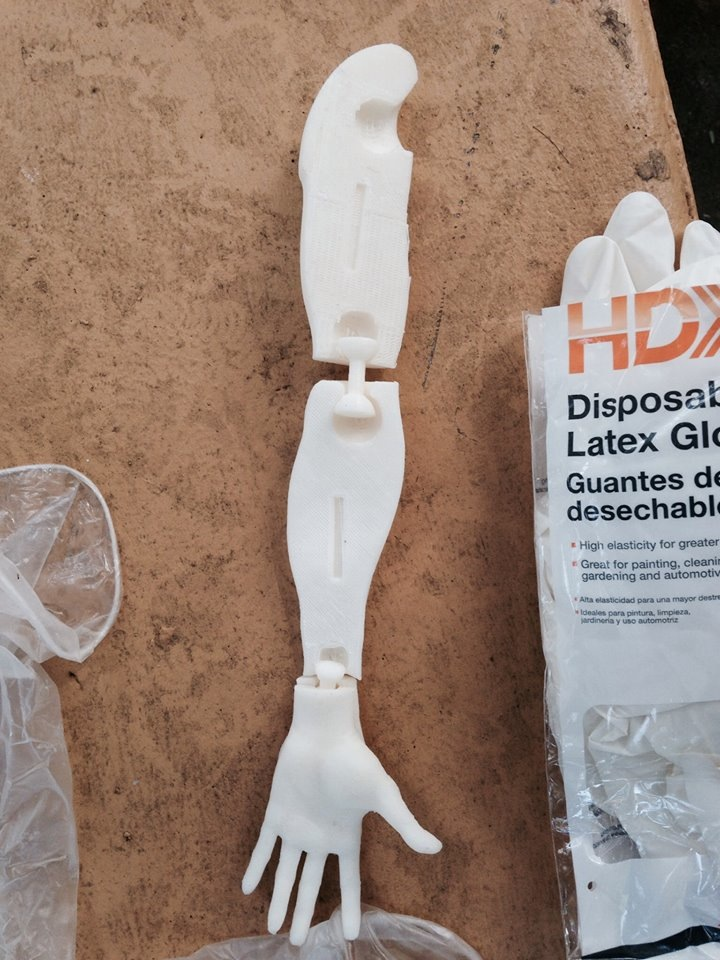 HDX
Disposab
Latex Glo
Guantes de
desechable
High elasticity for greater
Great for painting, cleanin
gardening and automotiv
Alta elasticidad para una mayor destre
Ideales para pintura, limpieza,
jardinería y uso automotriz